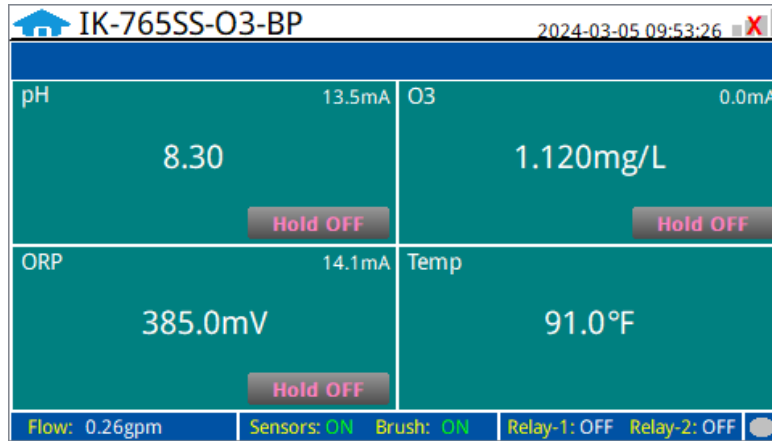 IK-765SS-O3-BP
2024-03-05 09:53:26 X
pH 13.5mA
8.30
Hold OFF
O3 0.0mA
1.120mg/L
Hold OFF
ORP 14.1mA
385.0mV
Hold OFF
Temp
91.0°F
Flow: 0.26gpm Sensors: ON Brush: ON Relay-1: OFF Relay-2: OFF